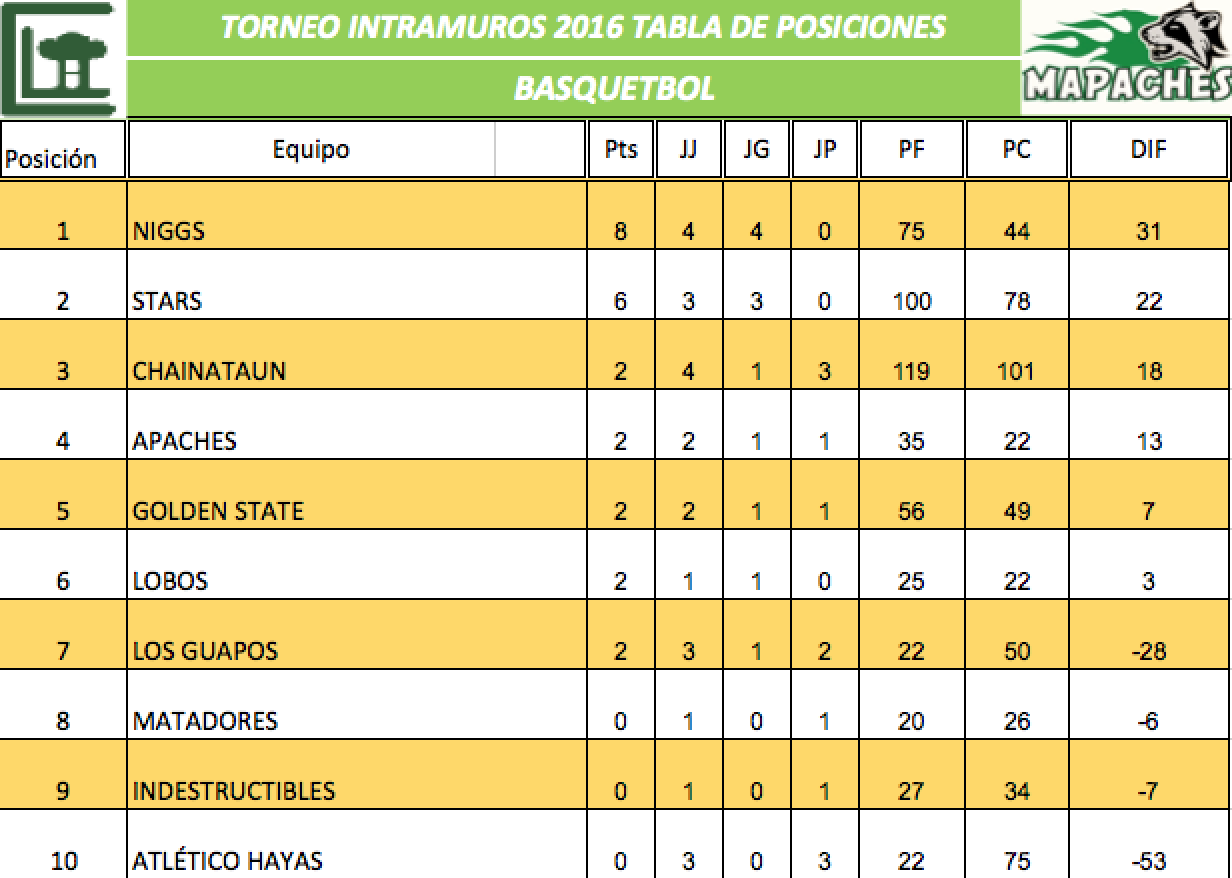 TORNEO INTRAMUROS 2016 TABLA DE POSICIONES
BASQUETBOL
MAPACHES
Posición Equipo Pts JJ JG JP PF PC DIF
1 NIGGS 8 4 4 0 75 44 31
2 STARS 6 3 3 0 100 78 22
3 CHAINATAUN 2 4 1 3 119 101 18
4 APACHES 2 2 1 1 35 22 13
5 GOLDEN STATE 2 2 1 1 56 49 7
6 LOBOS 2 1 1 0 25 22 3
7 LOS GUAPOS 2 3 1 2 22 50 -28
8 MATADORES 0 1 0 1 20 26 -6
9 INDESTRUCTIBLES 0 1 0 1 27 34 -7
10 ATLÉTICO HAYAS 0 3 0 3 22 75 -53